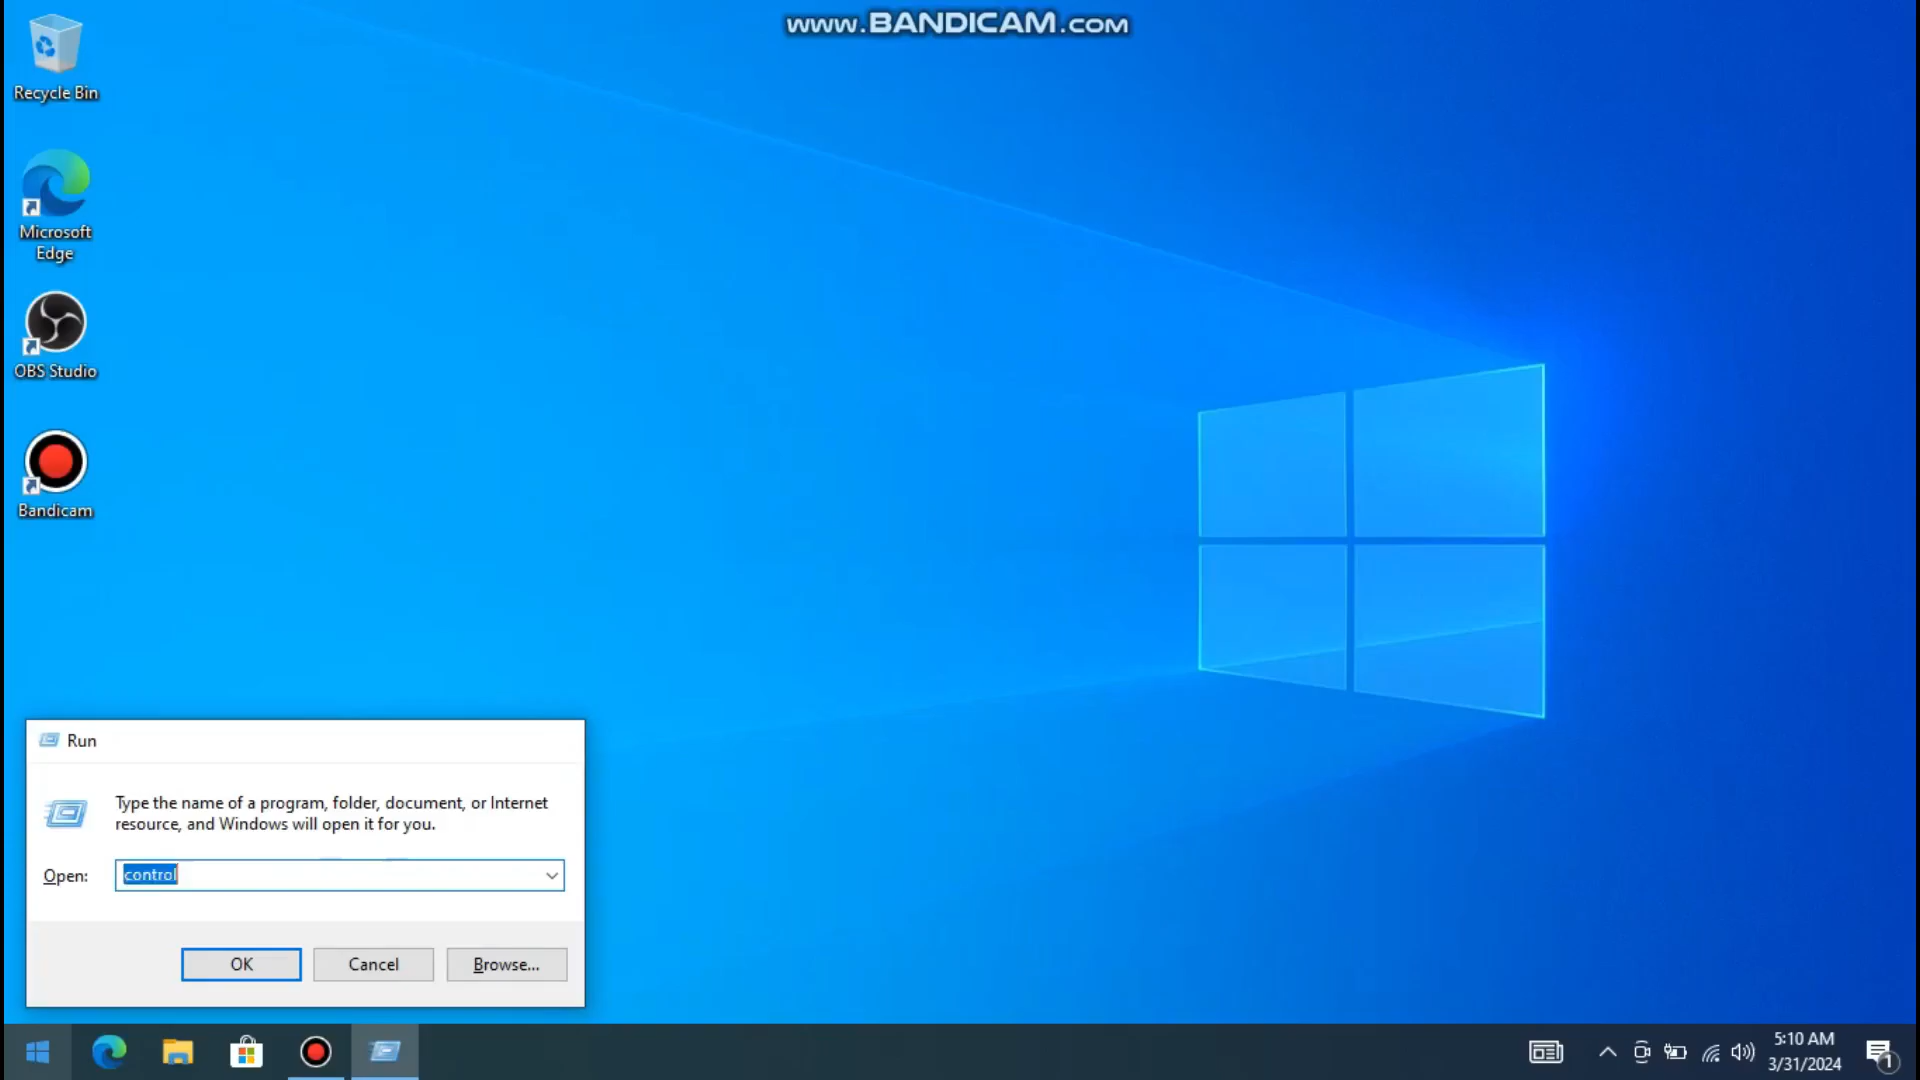 www.BANDICAM.com
Recycle Bin
Microsoft
Edge
OBS Studio
Bandicam
Run
Type the name of a program, folder, document, or Internet
resource, and Windows will open it for you.
Open: control
OK Cancel Browse...
5:10 AM
3/31/2024
1